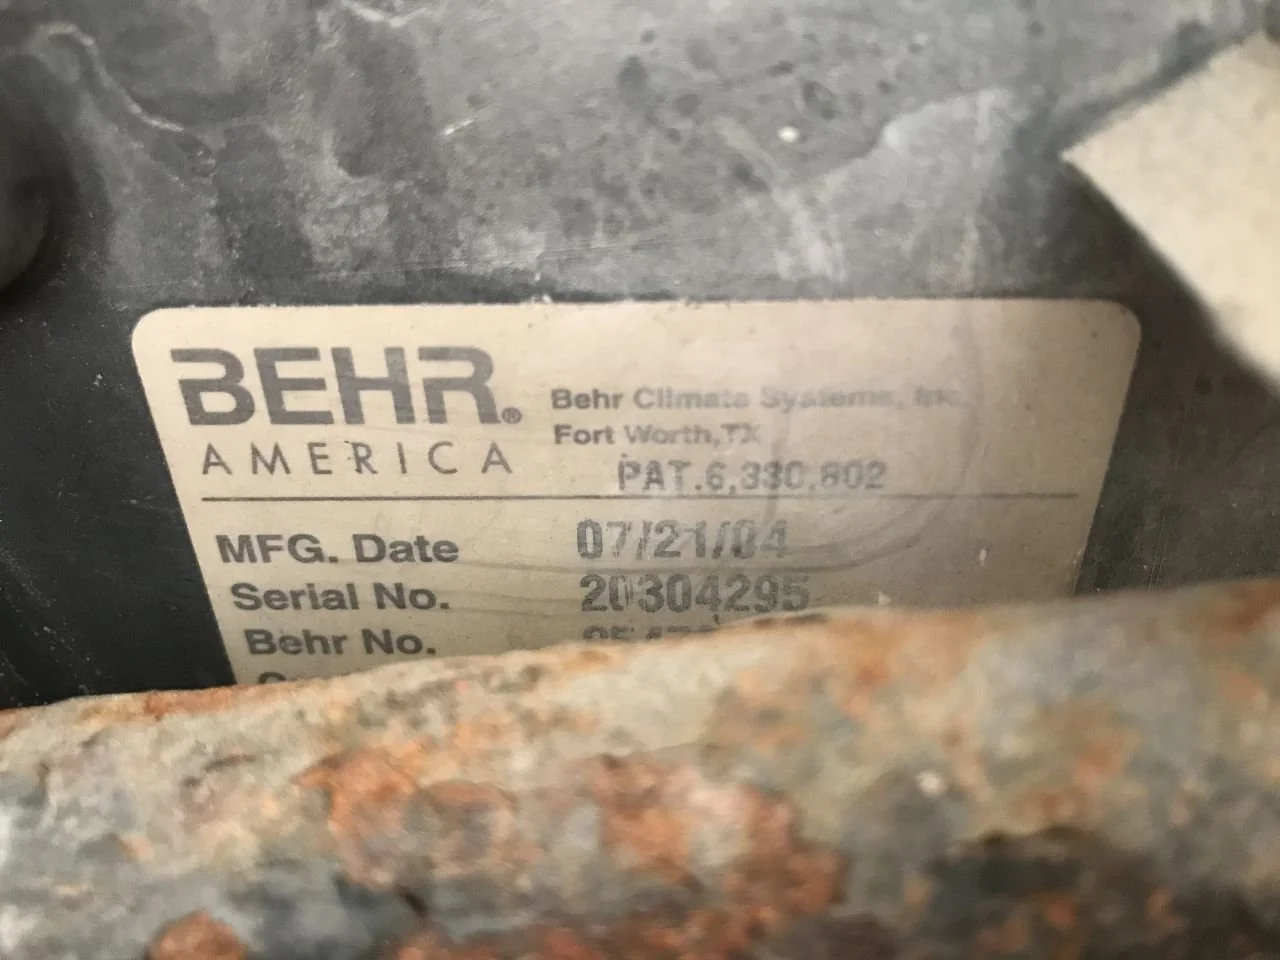 BEHR®
AMERICA
Behr Climate Systems, Inc.
Fort Worth, TX
PAT.6,330,802
MFG. Date 07/21/04
Serial No. 20304295
Behr No.